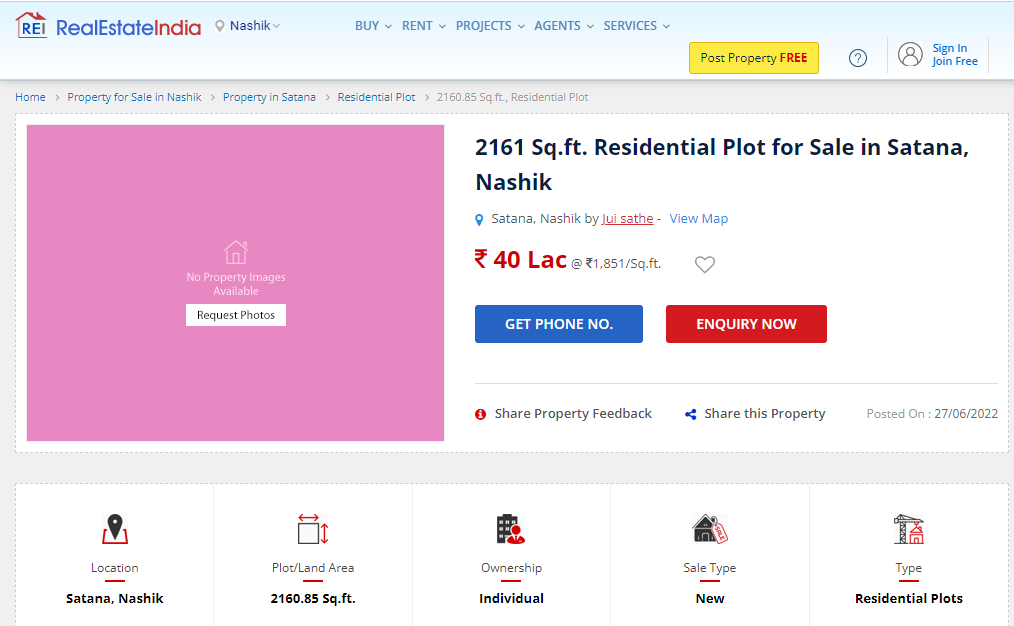 REI RealEstateIndia
Nashik
BUY RENT PROJECTS AGENTS SERVICES
Post Property FREE
?
Sign In
Join Free
Home > Property for Sale in Nashik > Property in Satana > Residential Plot > 2160.85 Sq.ft., Residential Plot
No Property Images
Available
Request Photos
2161 Sq.ft. Residential Plot for Sale in Satana,
Nashik
Satana, Nashik by Jui sathe - View Map
₹ 40 Lac @ ₹1,851/Sq.ft.
GET PHONE NO. ENQUIRY NOW
Share Property Feedback Share this Property Posted On : 27/06/2022
Location Plot/Land Area Ownership Sale Type Type
SALE
Satana, Nashik 2160.85 Sq.ft. Individual New Residential Plots